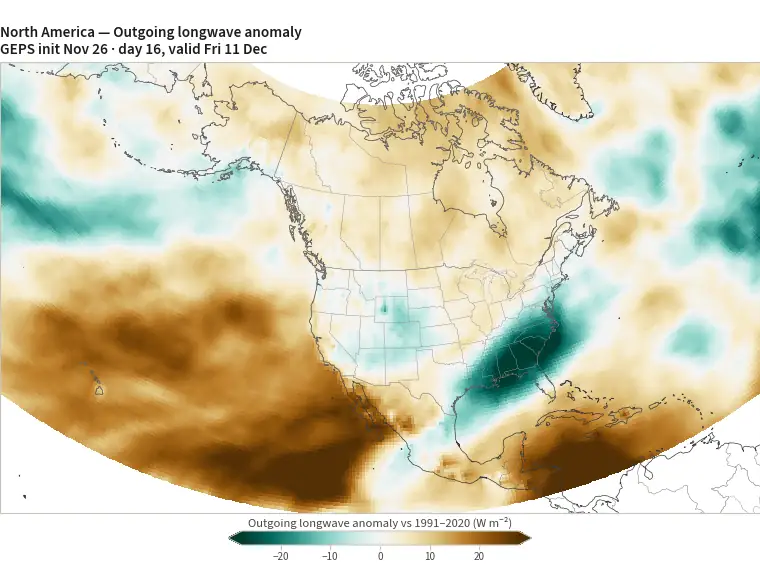 North America — Outgoing longwave anomaly
GEPS init Nov 26 · day 16, valid Fri 11 Dec
Outgoing longwave anomaly vs 1991–2020 (W m⁻²)
−20 −10 0 10 20